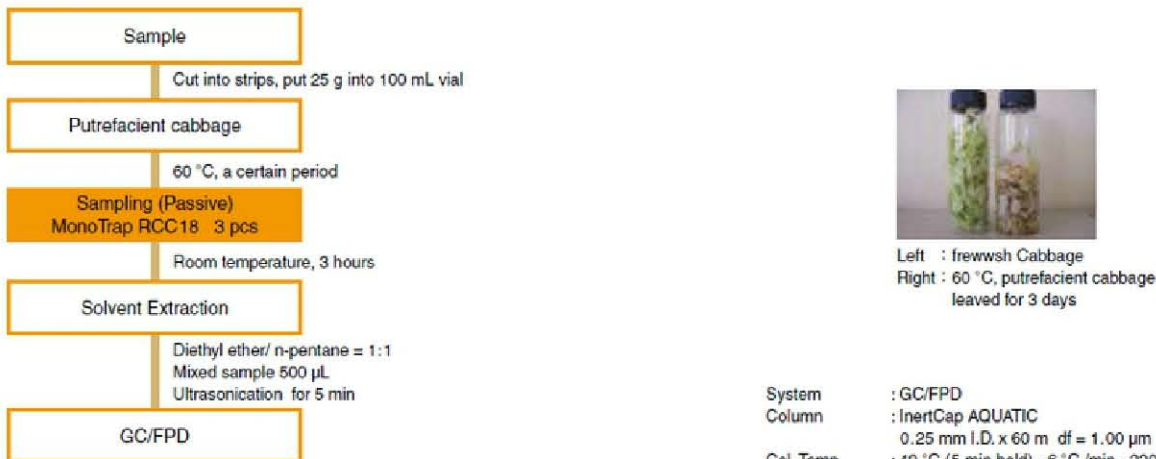 Sample
Cut into strips, put 25 g into 100 mL vial
Putrefacient cabbage
60 °C, a certain period
Sampling (Passive)
MonoTrap RCC18 3 pcs
Room temperature, 3 hours
Solvent Extraction
Diethyl ether/ n-pentane = 1:1
Mixed sample 500 µL
Ultrasonication for 5 min
GC/FPD
Left : frewwsh Cabbage
Right : 60 °C, putrefacient cabbage
leaved for 3 days
System : GC/FPD
Column : InertCap AQUATIC
0.25 mm I.D. x 60 m df = 1.00 µm